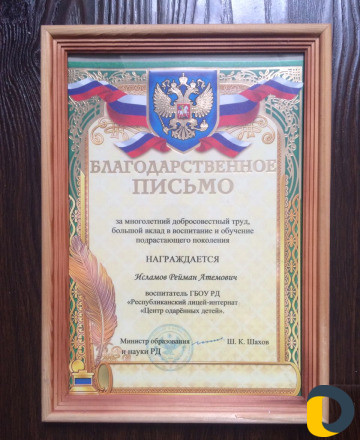 БЛАГОДАРСТВЕННОЕ
ПИСЬМО
за многолетний добросовестный труд,
большой вклад в воспитание и обучение
подрастающего поколения
НАГРАЖДАЕТСЯ
Исламов Рейман Атемович
воспитатель ГБОУ РД
«Республиканский лицей-интернат
«Центр одарённых детей».
Министр образования Ш. К. Шахов
и науки РД